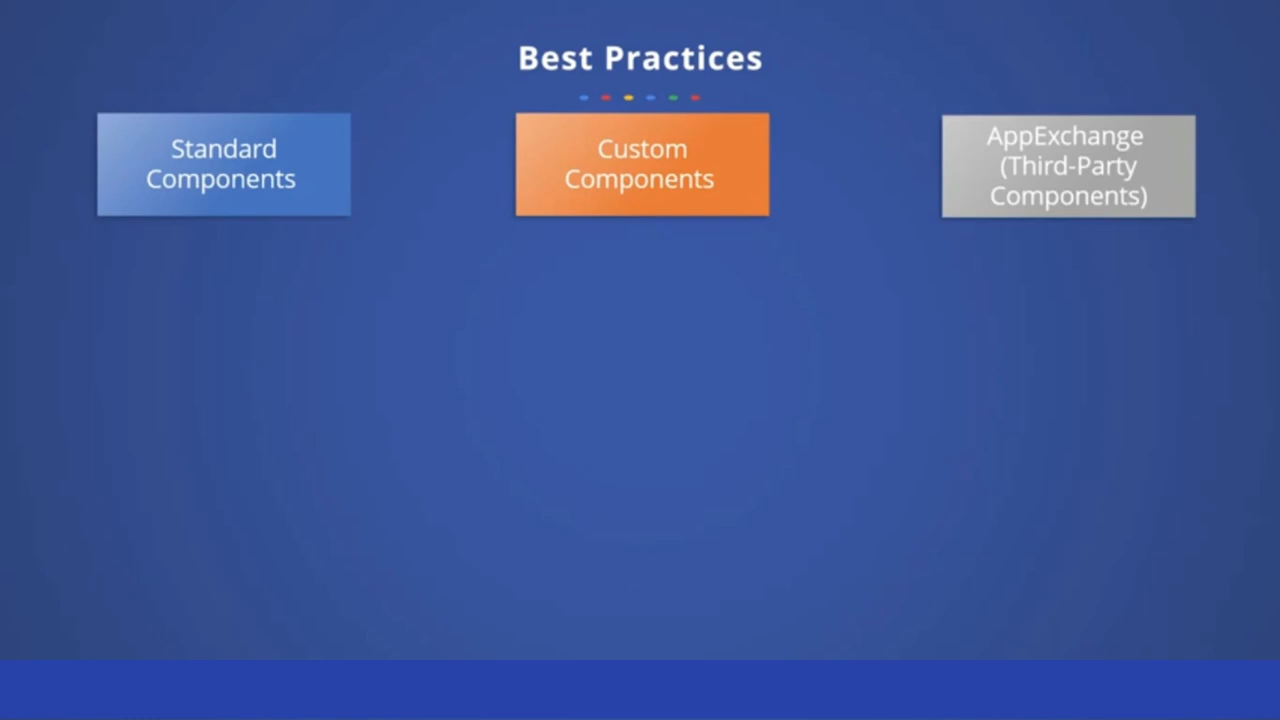 Best Practices
Standard
Components
Custom
Components
AppExchange
(Third-Party
Components)